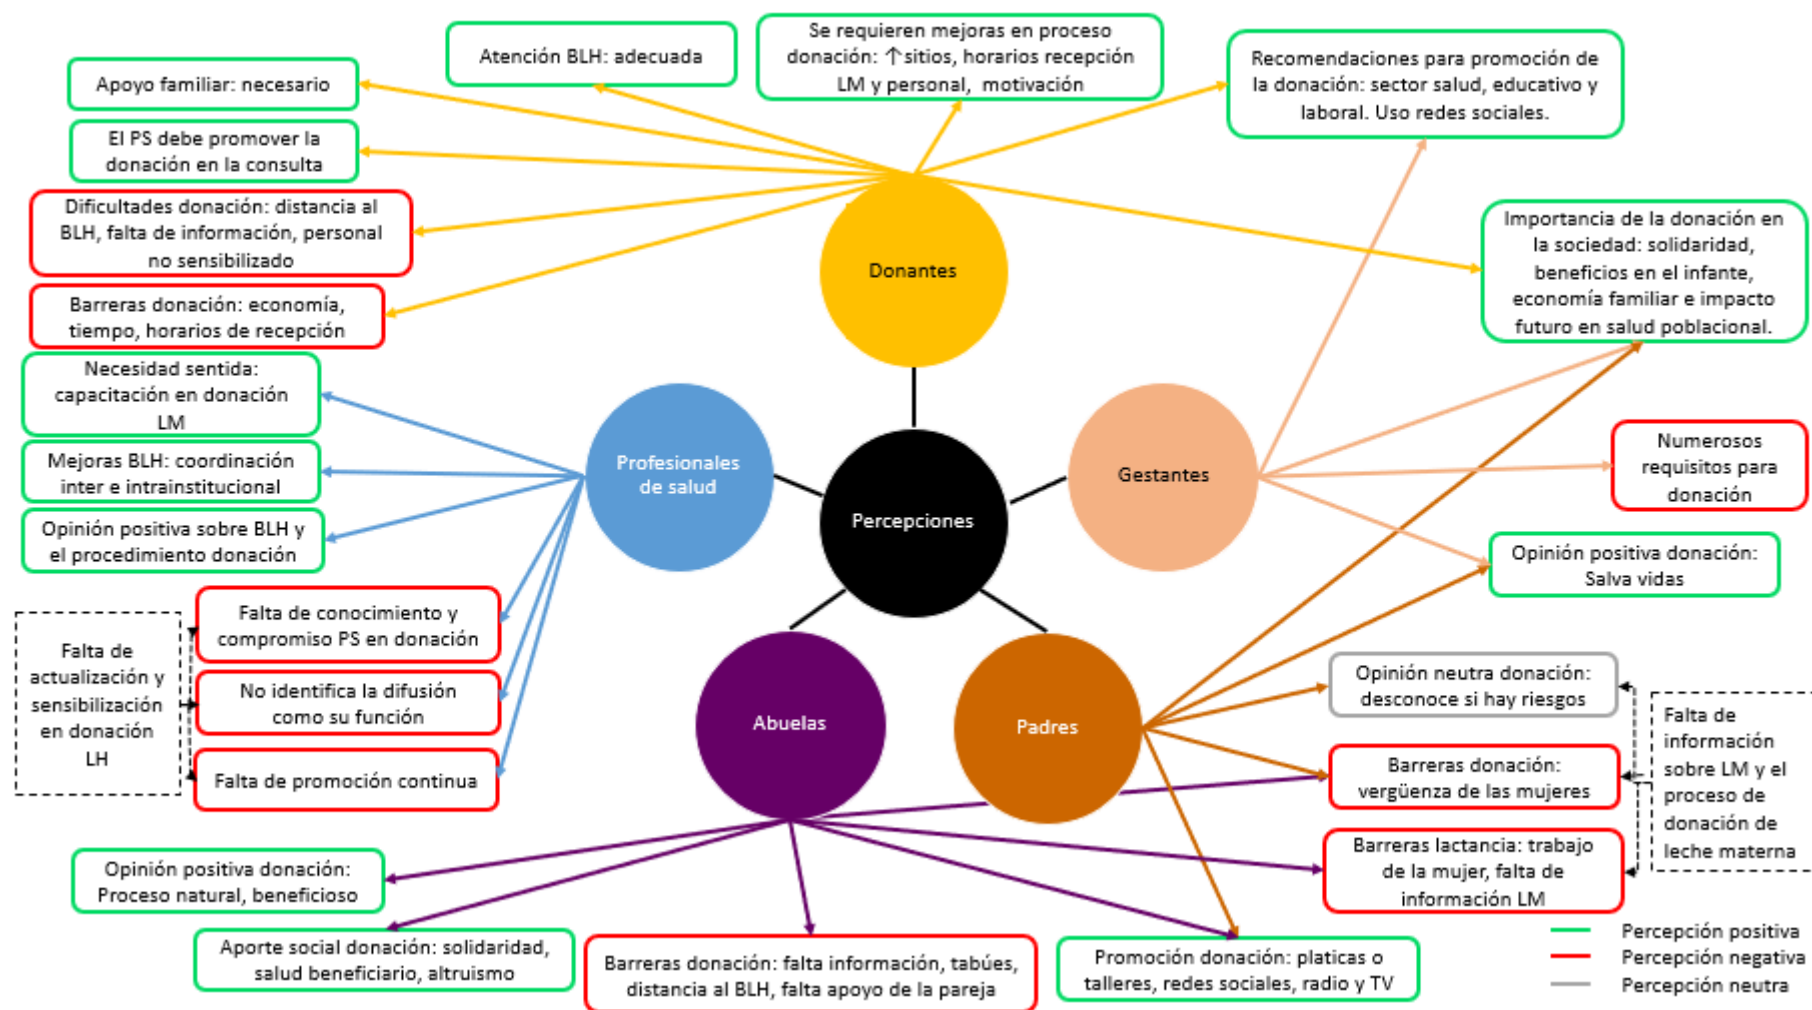 Se requieren mejoras en proceso
donación: ↑sitios, horarios recepción
LM y personal, motivación
Atención BLH: adecuada
Recomendaciones para promoción de
la donación: sector salud, educativo y
laboral. Uso redes sociales.
Apoyo familiar: necesario
El PS debe promover la
donación en la consulta
Dificultades donación: distancia al
BLH, falta de información, personal
no sensibilizado
Barreras donación: economía,
tiempo, horarios de recepción
Donantes
Importancia de la donación en
la sociedad: solidaridad,
beneficios en el infante,
economía familiar e impacto
futuro en salud poblacional.
Necesidad sentida:
capacitación en donación
LM
Mejoras BLH: coordinación
inter e intrainstitucional
Opinión positiva sobre BLH y
el procedimiento donación
Profesionales
de salud
Percepciones
Gestantes
Numerosos
requisitos para
donación
Opinión positiva donación:
Salva vidas
Falta de
actualización y
sensibilización
en donación
LH
Falta de conocimiento y
compromiso PS en donación
No identifica la difusión
como su función
Falta de promoción continua
Abuelas
Padres
Opinión neutra donación:
desconoce si hay riesgos
Barreras donación:
vergüenza de las mujeres
Barreras lactancia: trabajo
de la mujer, falta de
información LM
Falta de
información
sobre LM y el
proceso de
donación de
leche materna
Opinión positiva donación:
Proceso natural, beneficioso
Aporte social donación: solidaridad,
salud beneficiario, altruismo
Barreras donación: falta información, tabúes,
distancia al BLH, falta apoyo de la pareja
Promoción donación: platicas o
talleres, redes sociales, radio y TV
Percepción positiva
Percepción negativa
Percepción neutra